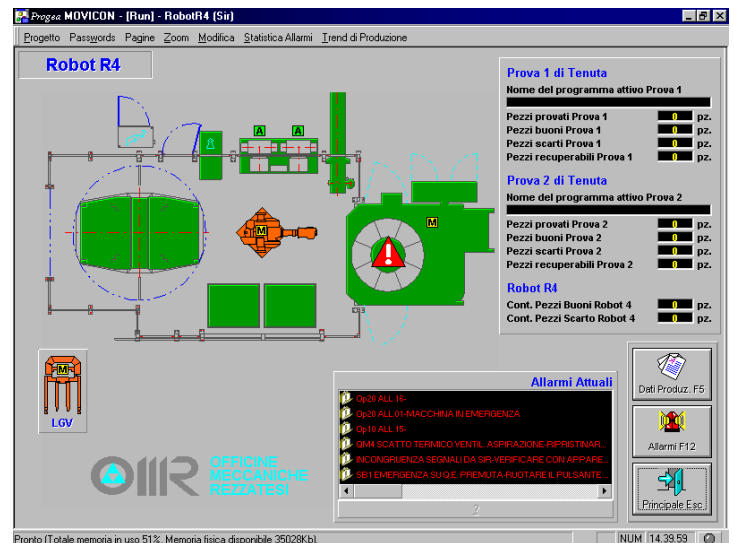 Progea MOVICON - [Run] - RobotR4 (Sir)
Progetto Passwords Pagine Zoom Modifica Statistica Allarmi Trend di Produzione
Robot R4
Prova 1 di Tenuta
Nome del programma attivo Prova 1
Pezzi provati Prova 1 0 pz.
Pezzi buoni Prova 1 0 pz.
Pezzi scarti Prova 1 0 pz.
Pezzi recuperabili Prova 1 0 pz.
Prova 2 di Tenuta
Nome del programma attivo Prova 2
Pezzi provati Prova 2 0 pz.
Pezzi buoni Prova 2 0 pz.
Pezzi scarti Prova 2 0 pz.
Pezzi recuperabili Prova 2 0 pz.
Robot R4
Cont. Pezzi Buoni Robot 4 0 pz.
Cont. Pezzi Scarto Robot 4 0 pz.
A A
M
M
M
LGV
OMR OFFICINE
MECCANICHE
REZZATESI
Allarmi Attuali
Op20 ALL.16-
Op20 ALL.01-MACCHINA IN EMERGENZA
Op10 ALL.15-
QM4 SCATTO TERMICO VENTIL. ASPIRAZIONE-RIPRISTINAR...
INCONGRUENZA SEGNALI DA SIR-VERIFICARE CON APPARE...
SB1 EMERGENZA SU Q.E. PREMUTA-RUOTARE IL PULSANTE...
?
Dati Produz. F5
Allarmi F12
Principale Esc
Pronto (Totale memoria in uso 51%, Memoria fisica disponibile 35028Kb).
NUM 14.39.59